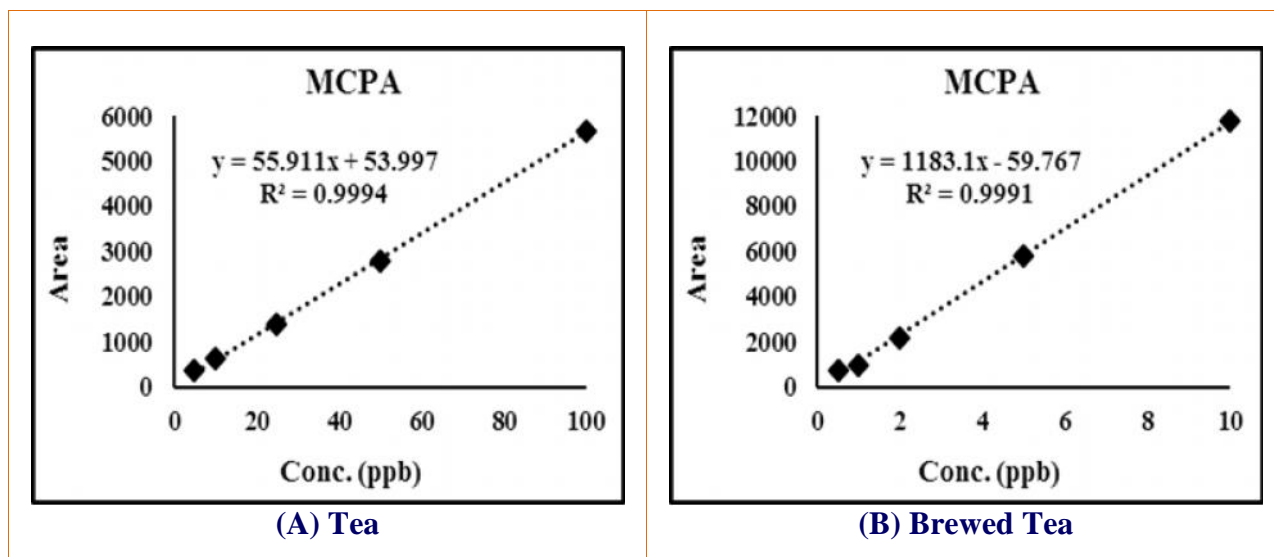 MCPA
6000
5000
4000
3000
2000
1000
0
y = 55.911x + 53.997
R² = 0.9994
Area
0 20 40 60 80 100
Conc. (ppb)
(A) Tea
MCPA
12000
10000
8000
6000
4000
2000
0
y = 1183.1x - 59.767
R² = 0.9991
Area
0 2 4 6 8 10
Conc. (ppb)
(B) Brewed Tea